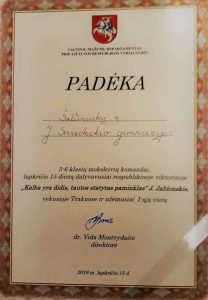 TAUTINIŲ MAŽUMŲ DEPARTAMENTAS
PRIE LIETUVOS RESPUBLIKOS VYRIAUSYBĖS
PADĖKA
Šalčininkų r.
J. Sniadeckio gimnazijos
5-6 klasių moksleivių komandai,
lapkričio 15 dieną dalyvavusiai respublikinėje viktorinoje
„Kalba yra didis, tautos statytas paminklas“ J. Jablonskis,
vykusioje Trakuose ir užėmusiai I-ąją vietą
dr. Vida Montvydaitė
direktorė
2019 m. lapkričio 15 d.